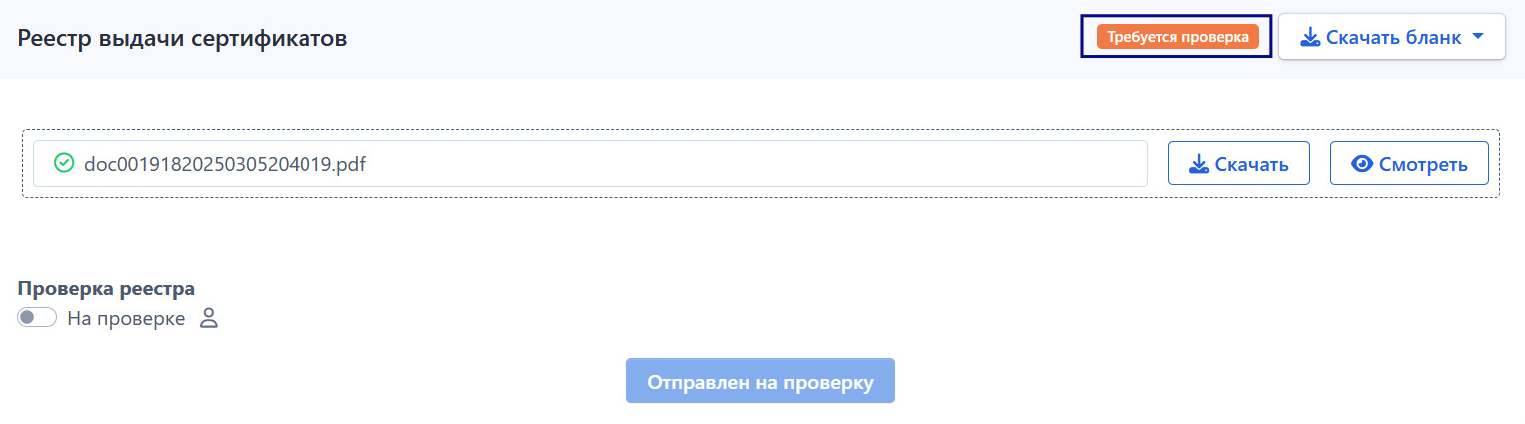 Реестр выдачи сертификатов
Требуется проверка
Скачать бланк
doc00191820250305204019.pdf
Скачать
Смотреть
Проверка реестра
На проверке
Отправлен на проверку